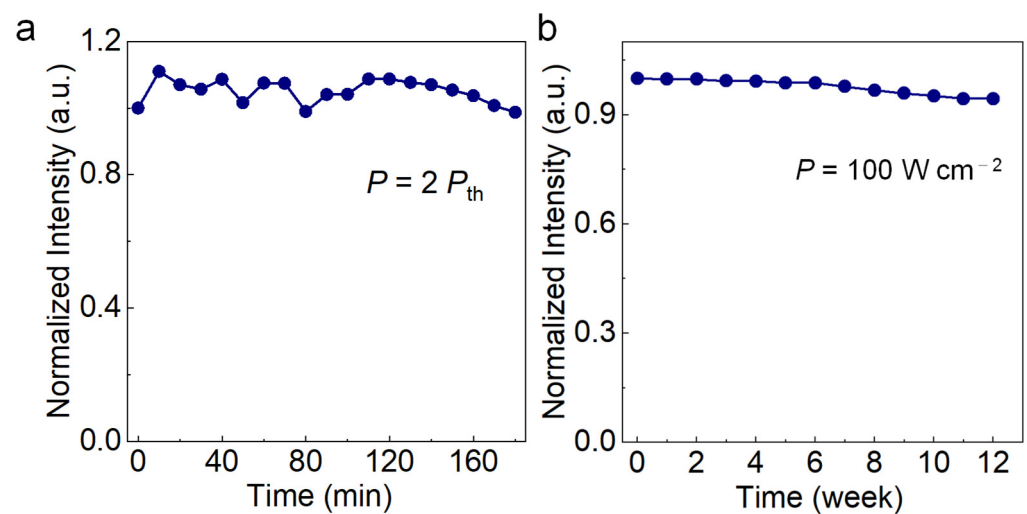 a
Normalized Intensity (a.u.)
1.2
0.8
0.4
0.0
P = 2 Pth
0 40 80 120 160
Time (min)
b
Normalized Intensity (a.u.)
0.9
0.6
0.3
0.0
P = 100 W cm⁻²
0 2 4 6 8 10 12
Time (week)